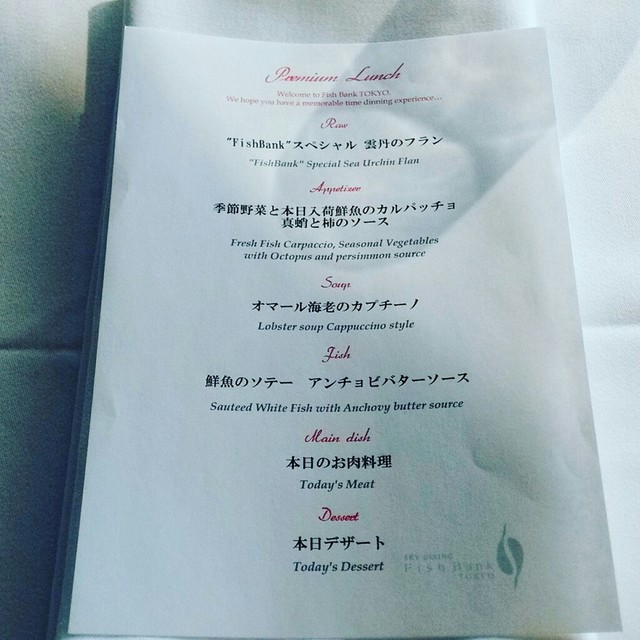 Premium Lunch
Welcome to Fish Bank TOKYO.
We hope you have a memorable time dinning experience...
Raw
"FishBank"スペシャル 雲丹のフラン
"FishBank" Special Sea Urchin Flan
Appetizer
季節野菜と本日入荷鮮魚のカルパッチョ
真蛸と柿のソース
Fresh Fish Carpaccio, Seasonal Vegetables
with Octopus and persimmon source
Soup
オマール海老のカプチーノ
Lobster soup Cappuccino style
Fish
鮮魚のソテー　アンチョビバターソース
Sauteed White Fish with Anchovy butter source
Main dish
本日のお肉料理
Today's Meat
Dessert
本日デザート
Today's Dessert
SKY DINING
Fish Bank
TOKYO